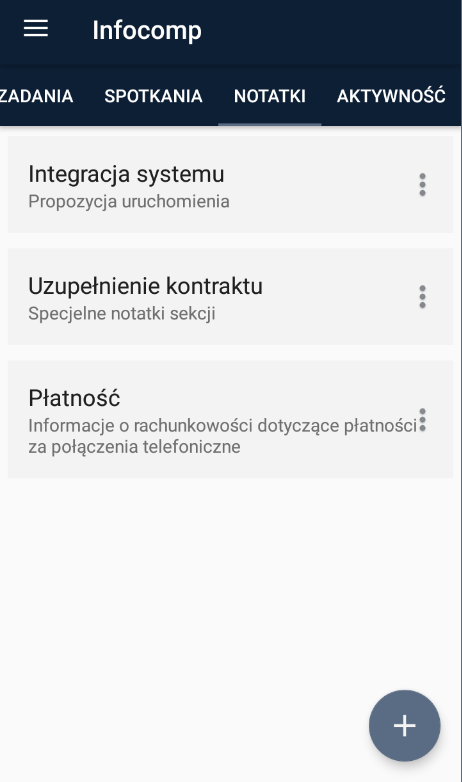 Infocomp
ZADANIA SPOTKANIA NOTATKI AKTYWNOŚĆ
Integracja systemu
Propozycja uruchomienia
Uzupełnienie kontraktu
Specjelne notatki sekcji
Płatność
Informacje o rachunkowości dotyczące płatności
za połączenia telefoniczne